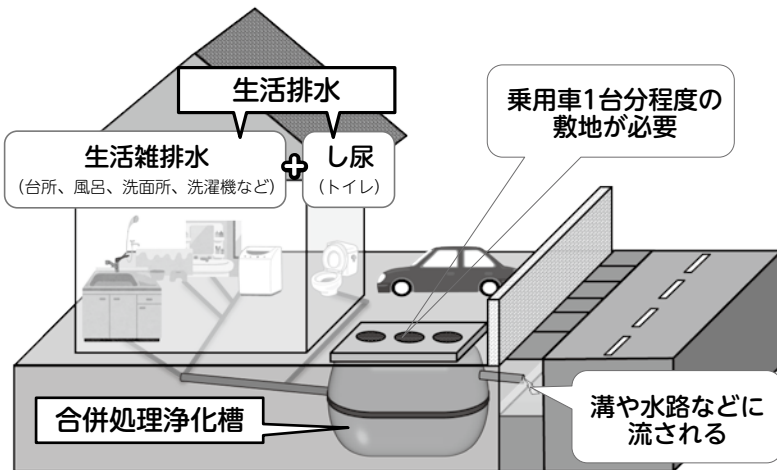 生活排水
生活雑排水
(台所、風呂、洗面所、洗濯機など)
し尿
(トイレ)
乗用車1台分程度の
敷地が必要
合併処理浄化槽
溝や水路などに
流される